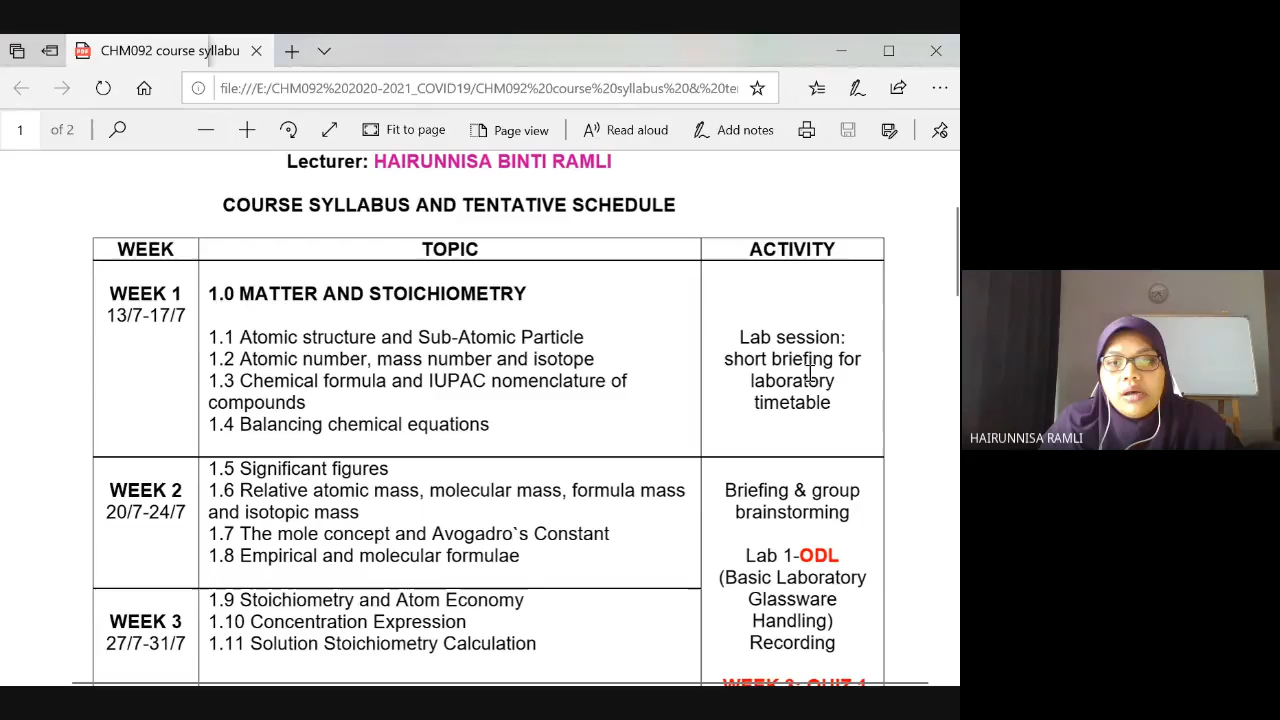 CHM092 course syllabu
file:///E:/CHM092%202020-2021_COVID19/CHM092%20course%20syllabus%20&%20te
1 of 2
Fit to page
Page view
Read aloud
Add notes
Lecturer: HAIRUNNISA BINTI RAMLI
COURSE SYLLABUS AND TENTATIVE SCHEDULE
WEEK TOPIC ACTIVITY
WEEK 1
13/7-17/7
1.0 MATTER AND STOICHIOMETRY
1.1 Atomic structure and Sub-Atomic Particle
1.2 Atomic number, mass number and isotope
1.3 Chemical formula and IUPAC nomenclature of
compounds
1.4 Balancing chemical equations
Lab session:
short briefing for
laboratory
timetable
WEEK 2
20/7-24/7
1.5 Significant figures
1.6 Relative atomic mass, molecular mass, formula mass
and isotopic mass
1.7 The mole concept and Avogadro`s Constant
1.8 Empirical and molecular formulae
Briefing & group
brainstorming
Lab 1-ODL
(Basic Laboratory
Glassware
Handling)
Recording
WEEK 3
27/7-31/7
1.9 Stoichiometry and Atom Economy
1.10 Concentration Expression
1.11 Solution Stoichiometry Calculation
WEEK 3: QUIZ 1
HAIRUNNISA RAMLI